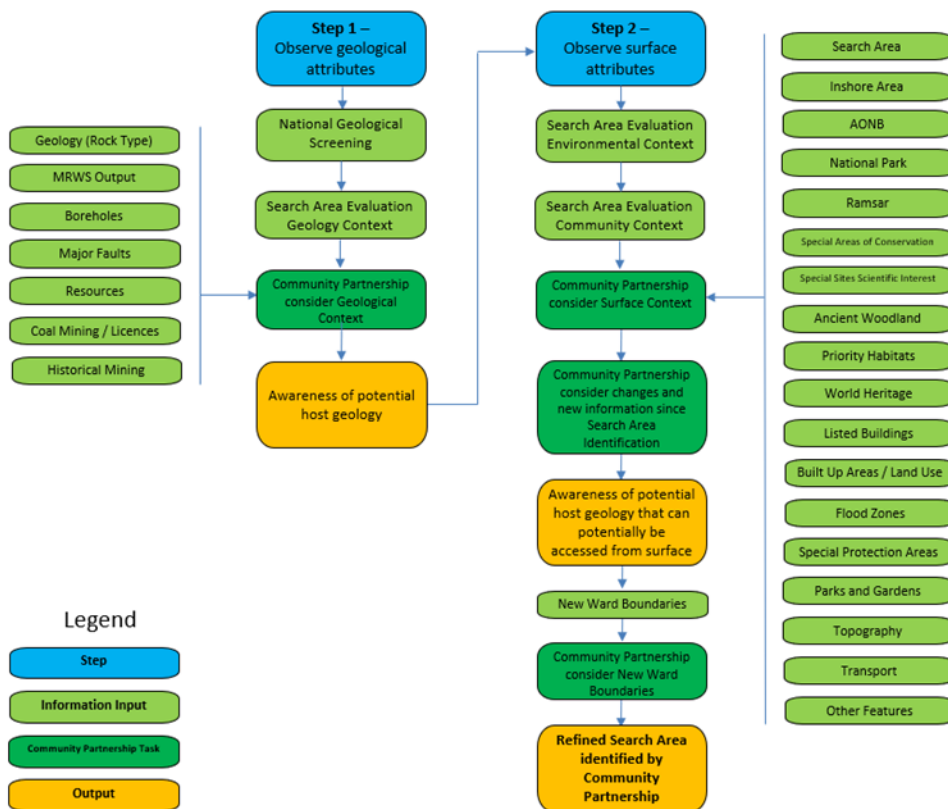 Step 1 –
Observe geological
attributes
National Geological
Screening
Search Area Evaluation
Geology Context
Community Partnership
consider Geological
Context
Awareness of potential
host geology
Geology (Rock Type)
MRWS Output
Boreholes
Major Faults
Resources
Coal Mining / Licences
Historical Mining
Step 2 –
Observe surface
attributes
Search Area Evaluation
Environmental Context
Search Area Evaluation
Community Context
Community Partnership
consider Surface Context
Community Partnership
consider changes and
new information since
Search Area
Identification
Awareness of potential
host geology that can
potentially be
accessed from surface
New Ward Boundaries
Community Partnership
consider New Ward
Boundaries
Refined Search Area
identified by
Community
Partnership
Search Area
Inshore Area
AONB
National Park
Ramsar
Special Areas of Conservation
Special Sites Scientific Interest
Ancient Woodland
Priority Habitats
World Heritage
Listed Buildings
Built Up Areas / Land Use
Flood Zones
Special Protection Areas
Parks and Gardens
Topography
Transport
Other Features
Legend
Step
Information Input
Community Partnership Task
Output